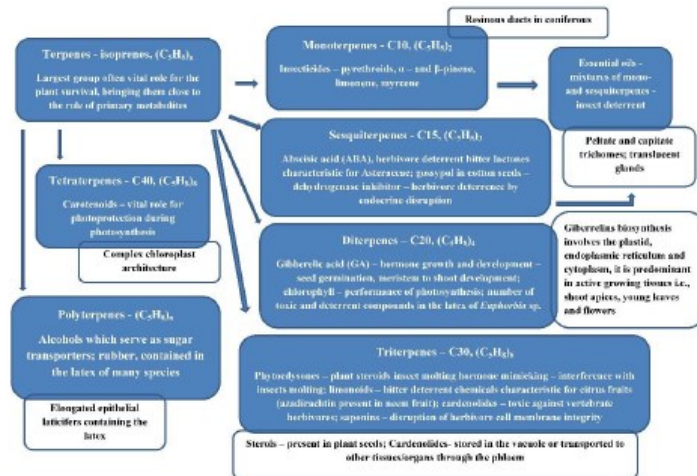 Terpenes - isoprenes, (C₅H₈)ₙ
Largest group often vital role for the
plant survival, bringing them close to
the role of primary metabolites
Monoterpenes - C10, (C₅H₈)₂
Insecticides – pyrethroids, α – and β-pinene,
limonene, myrcene
Resinous ducts in coniferous
Essential oils -
mixtures of mono-
and sesquiterpenes -
insect deterrent
Peltate and capitate
trichomes; translucent
glands
Sesquiterpenes - C15, (C₅H₈)₃
Abscisic acid (ABA), herbivore deterrent bitter lactones
characteristic for Asteraceae; gossypol in cotton seeds –
dehydrogenase inhibitor – herbivore deterrence by
endocrine disruption
Tetraterpenes - C40, (C₅H₈)₈
Carotenoids – vital role for
photoprotection during
photosynthesis
Complex chloroplast
architecture
Diterpenes – C20, (C₅H₈)₄
Gibberelic acid (GA) – hormone growth and development –
seed germination, meristem to shoot development;
chlorophyll – performance of photosynthesis; number of
toxic and deterrent compounds in the latex of Euphorbia sp.
Giberrelins biosynthesis
involves the plastid,
endoplasmic reticulum and
cytoplasm, it is predominant
in active growing tissues i.e.,
shoot apices, young leaves
and flowers
Polyterpenes - (C₅H₈)ₙ
Alcohols which serve as sugar
transporters; rubber, contained in
the latex of many species
Elongated epithelial
laticifers containing the
latex
Triterpenes - C30, (C₅H₈)₆
Phytoedysones – plant steroids insect molting hormone mimicking – interference with
insects molting; limonoids – bitter deterrent chemicals characteristic for citrus fruits
(azadirachtin present in neem fruit); cardenolides – toxic against vertebrate
herbivores; saponins – disruption of herbivore cell membrane integrity
Sterols – present in plant seeds; Cardenolides- stored in the vacuole or transported to
other tissues/organs through the phloem